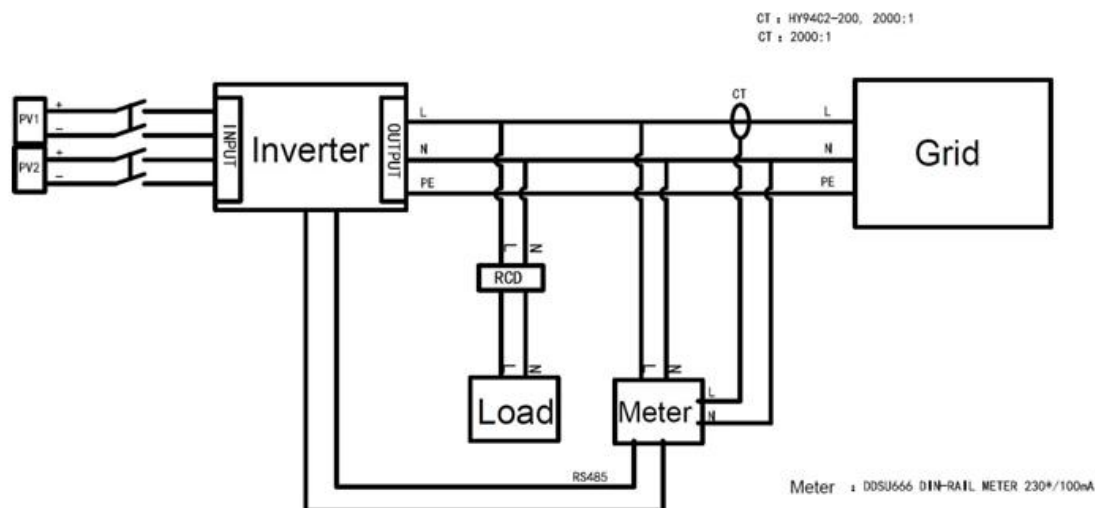 CT : HY94C2-200, 2000:1
CT : 2000:1
CT
PV1
+
-
PV2
+
-
INPUT
Inverter
OUTPUT
L
N
PE
L
N
PE
Grid
L
N
RCD
L
N
Load
L
N
Meter
L
N
RS485
Meter : DDSU666 DIN-RAIL METER 230*/100mA